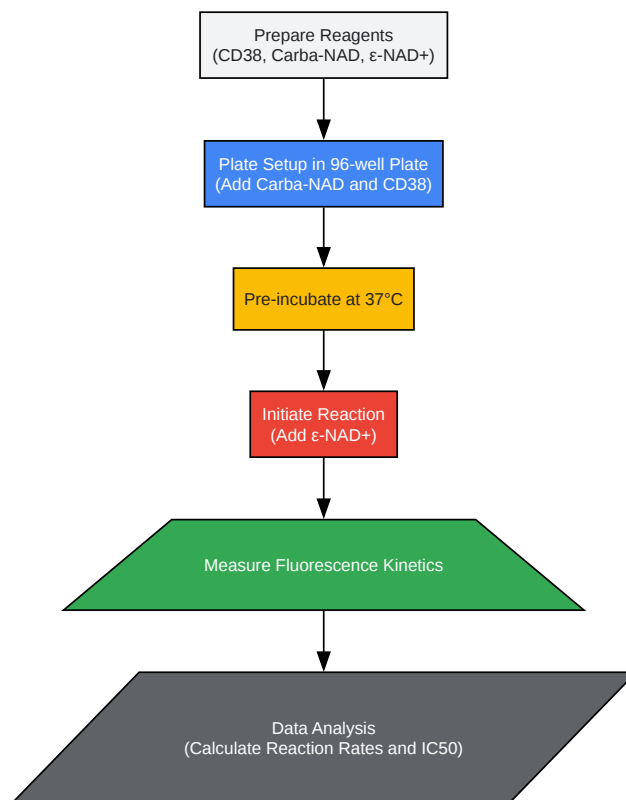 Prepare Reagents
(CD38, Carba-NAD, ε-NAD+)
Plate Setup in 96-well Plate
(Add Carba-NAD and CD38)
Pre-incubate at 37°C
Initiate Reaction
(Add ε-NAD+)
Measure Fluorescence Kinetics
Data Analysis
(Calculate Reaction Rates and IC50)